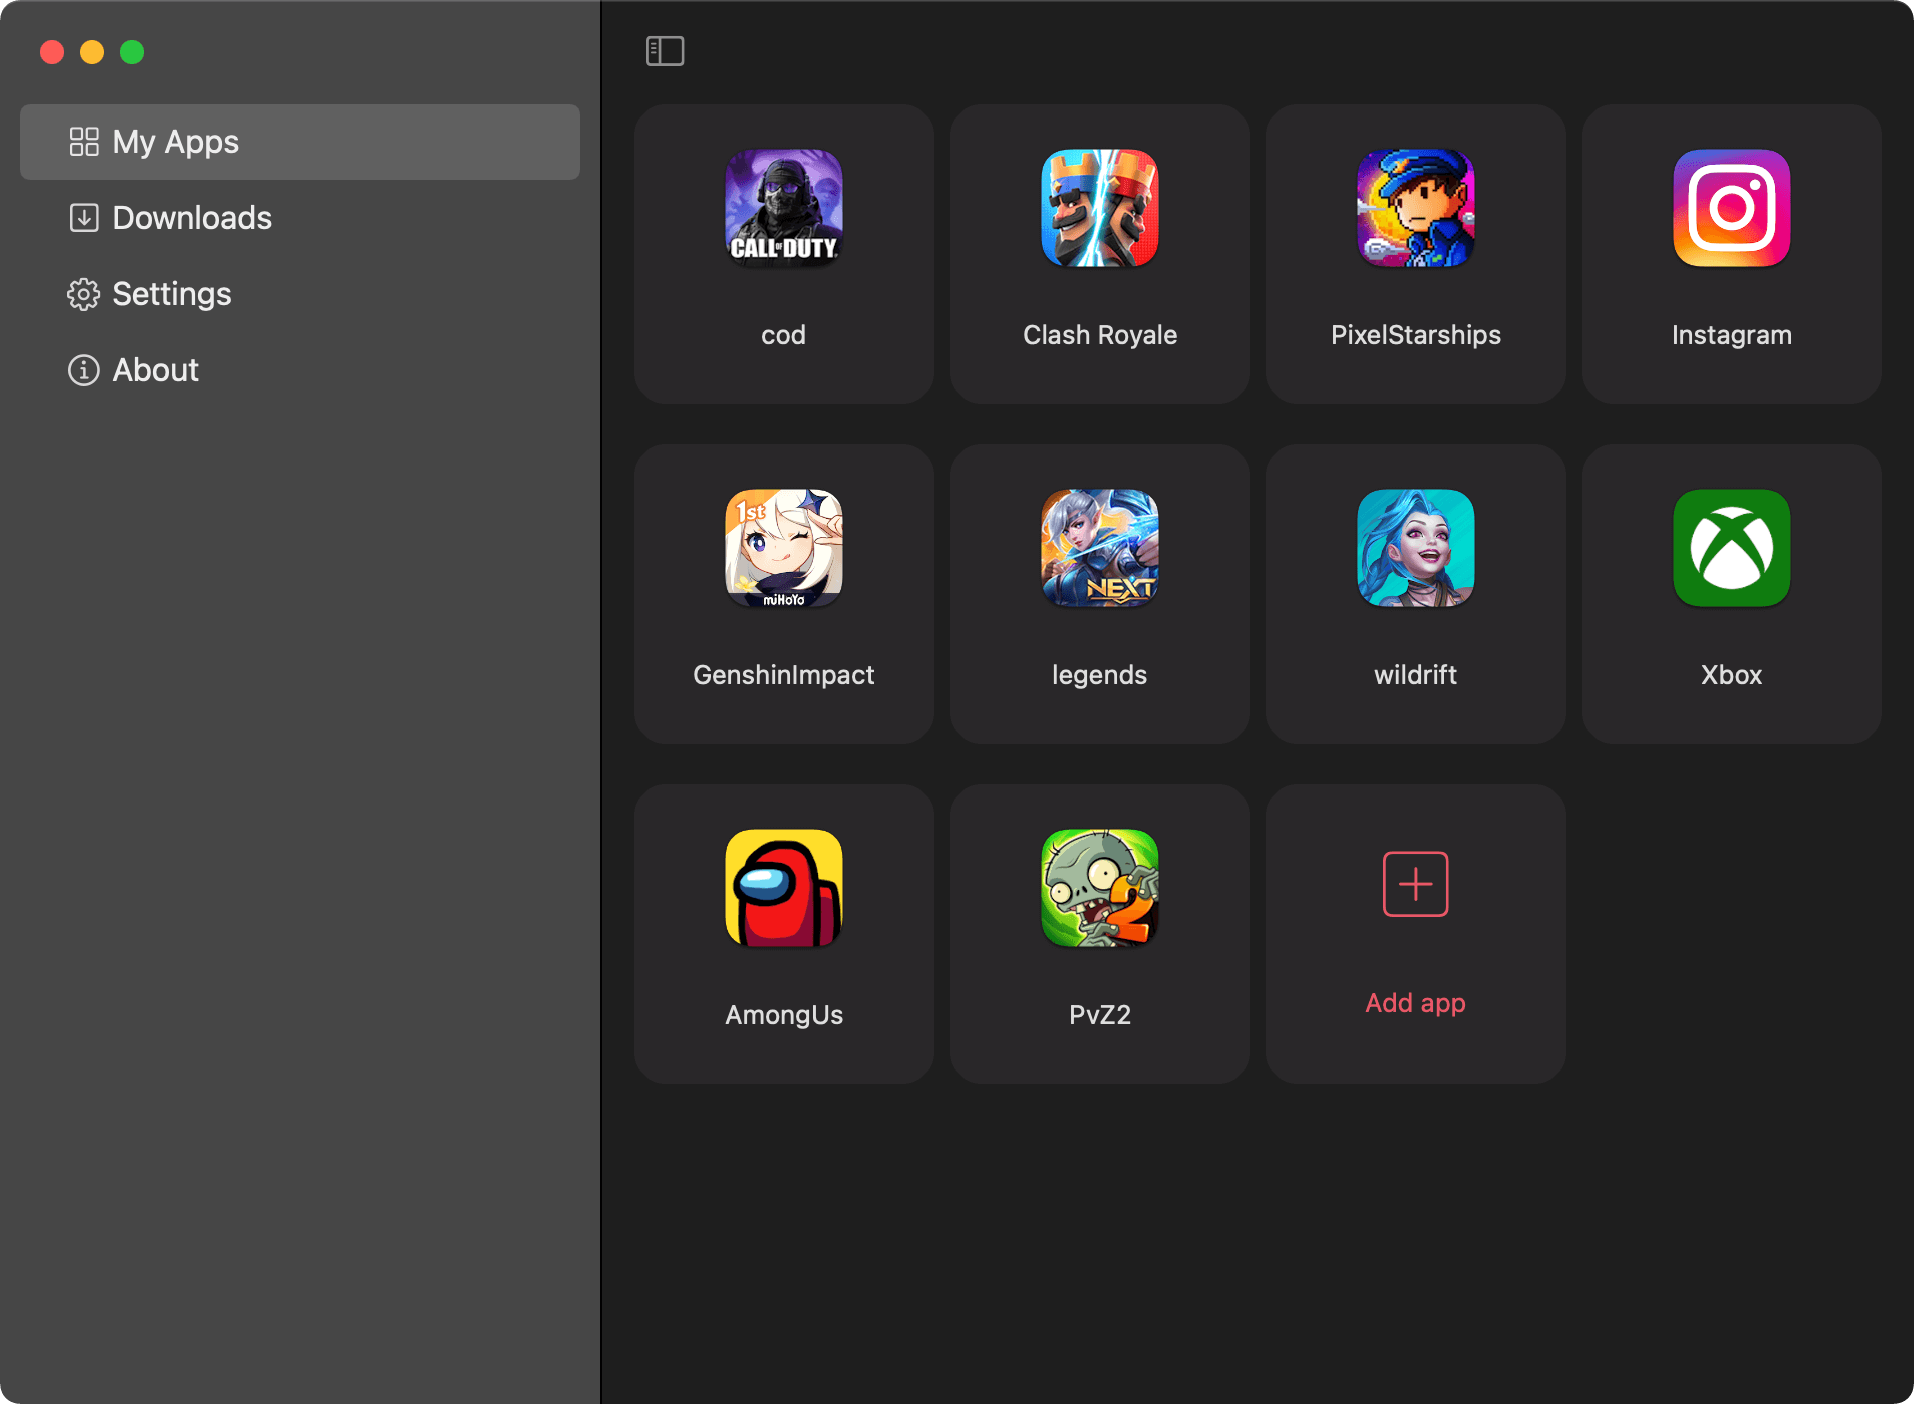 My Apps
Downloads
Settings
About
CALL OF DUTY
cod
Clash Royale
PixelStarships
Instagram
1st
miHoYo
GenshinImpact
NEXT
legends
wildrift
Xbox
AmongUs
2
PvZ2
Add app